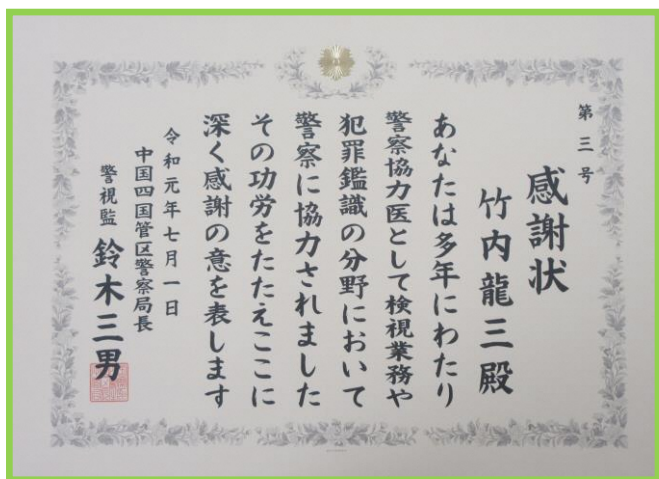 第三号
感謝状
竹内龍三殿
あなたは多年にわたり
警察協力医として検視業務や
犯罪鑑識の分野において
警察に協力されました
その功労をたたえここに
深く感謝の意を表します
令和元年七月一日
中国四国管区警察局長
警視監 鈴木三男